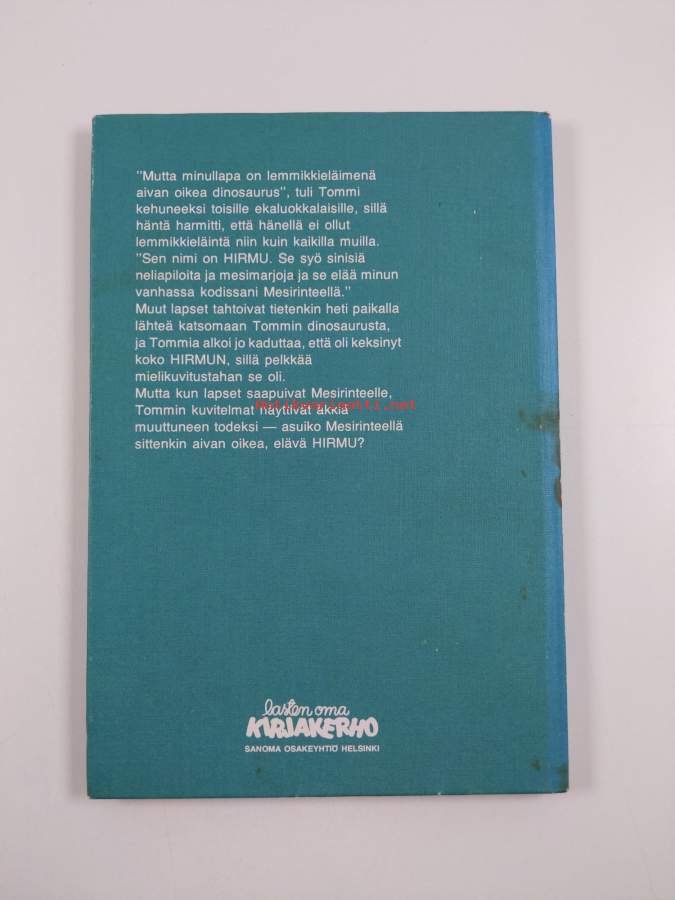 "Mutta minullapa on lemmikkieläimenä
aivan oikea dinosaurus", tuli Tommi
kehuneeksi toisille ekaluokkalaisille, sillä
häntä harmitti, että hänellä ei ollut
lemmikkieläintä niin kuin kaikilla muilla.
"Sen nimi on HIRMU. Se syö sinisiä
neliapiloita ja mesimarjoja ja se elää minun
vanhassa kodissani Mesirinteellä."
Muut lapset tahtoivat tietenkin heti paikalla
lähteä katsomaan Tommin dinosaurusta,
ja Tommia alkoi jo kaduttaa, että oli keksinyt
koko HIRMUN, sillä pelkkää
mielikuvitustahan se oli.
Mutta kun lapset saapuivat Mesirinteelle,
Antikvariaatti.net
Tommin kuvitelmat näyttivät äkkiä
muuttuneen todeksi — asuiko Mesirinteellä
sittenkin aivan oikea, elävä HIRMU?
lasten oma
KIRJAKERHO
SANOMA OSAKEYHTIÖ HELSINKI